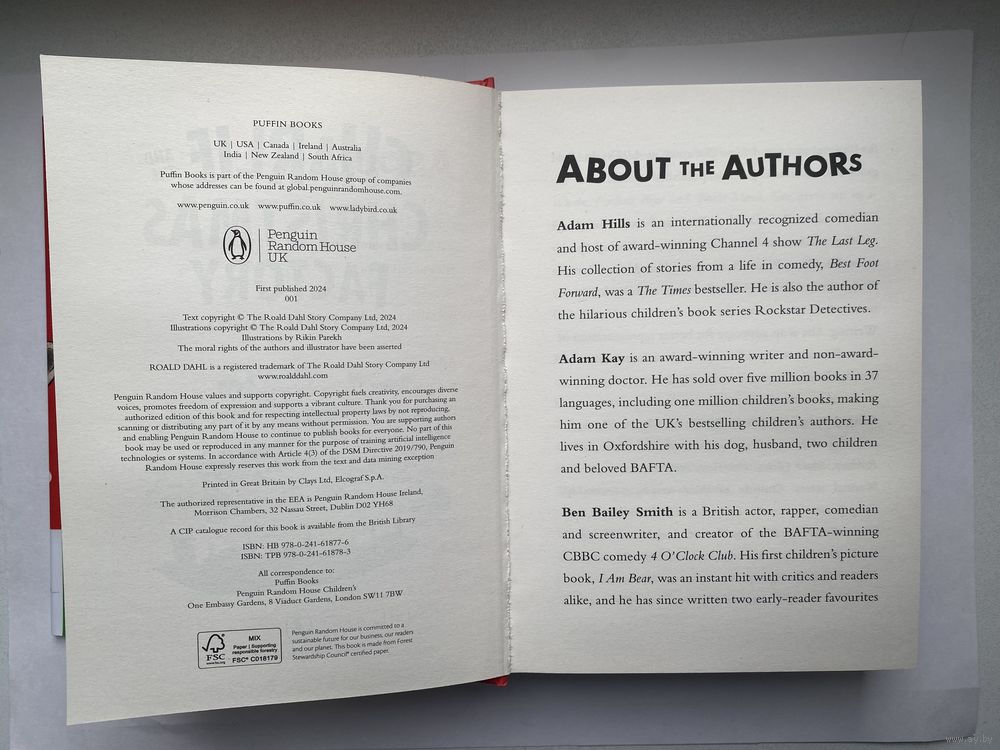 PUFFIN BOOKS
UK | USA | Canada | Ireland | Australia
India | New Zealand | South Africa
Puffin Books is part of the Penguin Random House group of companies
whose addresses can be found at global.penguinrandomhouse.com.
www.penguin.co.uk www.puffin.co.uk www.ladybird.co.uk
Penguin
Random House
UK
First published 2024
001
Text copyright © The Roald Dahl Story Company Ltd, 2024
Illustrations copyright © The Roald Dahl Story Company Ltd, 2024
Illustrations by Rikin Parekh
The moral rights of the authors and illustrator have been asserted
ROALD DAHL is a registered trademark of The Roald Dahl Story Company Ltd
www.roalddahl.com
Penguin Random House values and supports copyright. Copyright fuels creativity, encourages diverse
voices, promotes freedom of expression and supports a vibrant culture. Thank you for purchasing an
authorized edition of this book and for respecting intellectual property laws by not reproducing,
scanning or distributing any part of it by any means without permission. You are supporting authors
and enabling Penguin Random House to continue to publish books for everyone. No part of this
book may be used or reproduced in any manner for the purpose of training artificial intelligence
technologies or systems. In accordance with Article 4(3) of the DSM Directive 2019/790, Penguin
Random House expressly reserves this work from the text and data mining exception
Printed in Great Britain by Clays Ltd, Elcograf S.p.A.
The authorized representative in the EEA is Penguin Random House Ireland,
Morrison Chambers, 32 Nassau Street, Dublin D02 YH68
A CIP catalogue record for this book is available from the British Library
ISBN: HB 978-0-241-61877-6
ISBN: TPB 978-0-241-61878-3
All correspondence to:
Puffin Books
Penguin Random House Children's
One Embassy Gardens, 8 Viaduct Gardens, London SW11 7BW
FSC
www.fsc.org
MIX
Paper | Supporting
responsible forestry
FSC® C018179
Penguin Random House is committed to a
sustainable future for our business, our readers
and our planet. This book is made from Forest
Stewardship Council® certified paper.
ABOUT THE AUTHORS
Adam Hills is an internationally recognized comedian
and host of award-winning Channel 4 show The Last Leg.
His collection of stories from a life in comedy, Best Foot
Forward, was a The Times bestseller. He is also the author of
the hilarious children's book series Rockstar Detectives.
Adam Kay is an award-winning writer and non-award-
winning doctor. He has sold over five million books in 37
languages, including one million children's books, making
him one of the UK's bestselling children's authors. He
lives in Oxfordshire with his dog, husband, two children
and beloved BAFTA.
Ben Bailey Smith is a British actor, rapper, comedian
and screenwriter, and creator of the BAFTA-winning
CBBC comedy 4 O'Clock Club. His first children's picture
book, I Am Bear, was an instant hit with critics and readers
alike, and he has since written two early-reader favourites
www.ay.by